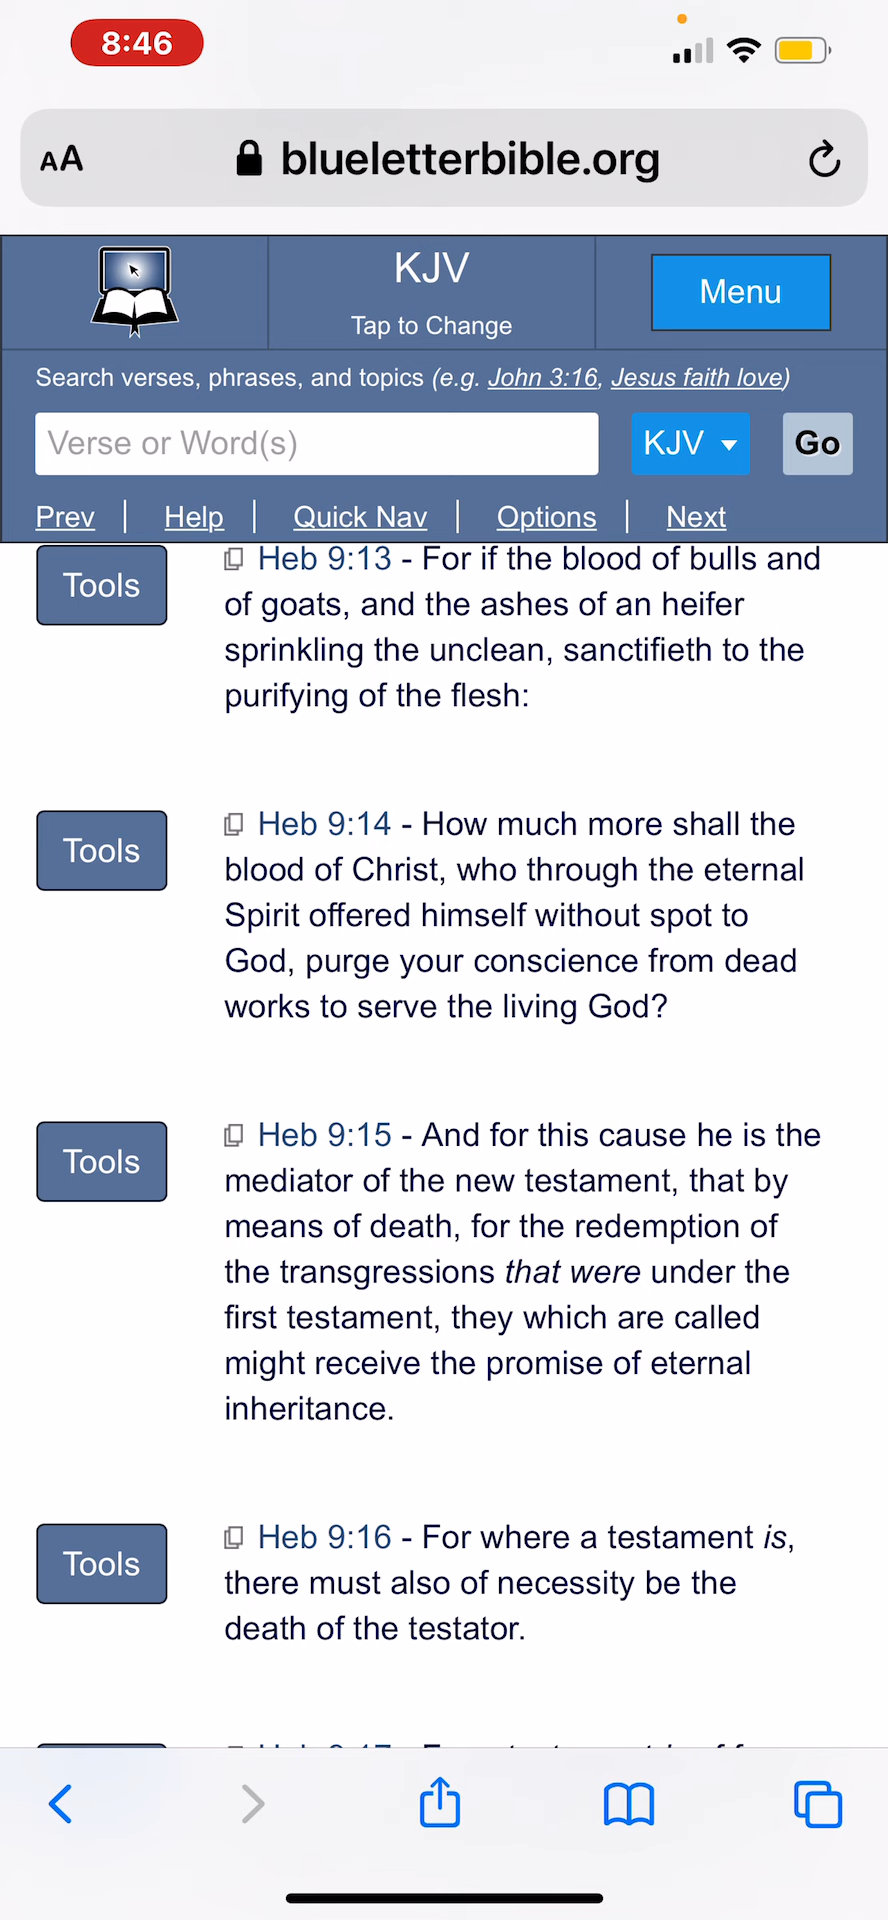 8:46
AA blueletterbible.org
KJV
Tap to Change
Menu
Search verses, phrases, and topics (e.g. John 3:16, Jesus faith love)
Verse or Word(s) KJV Go
Prev | Help | Quick Nav | Options | Next
Tools
Heb 9:13 - For if the blood of bulls and
of goats, and the ashes of an heifer
sprinkling the unclean, sanctifieth to the
purifying of the flesh:
Tools
Heb 9:14 - How much more shall the
blood of Christ, who through the eternal
Spirit offered himself without spot to
God, purge your conscience from dead
works to serve the living God?
Tools
Heb 9:15 - And for this cause he is the
mediator of the new testament, that by
means of death, for the redemption of
the transgressions that were under the
first testament, they which are called
might receive the promise of eternal
inheritance.
Tools
Heb 9:16 - For where a testament is,
there must also of necessity be the
death of the testator.